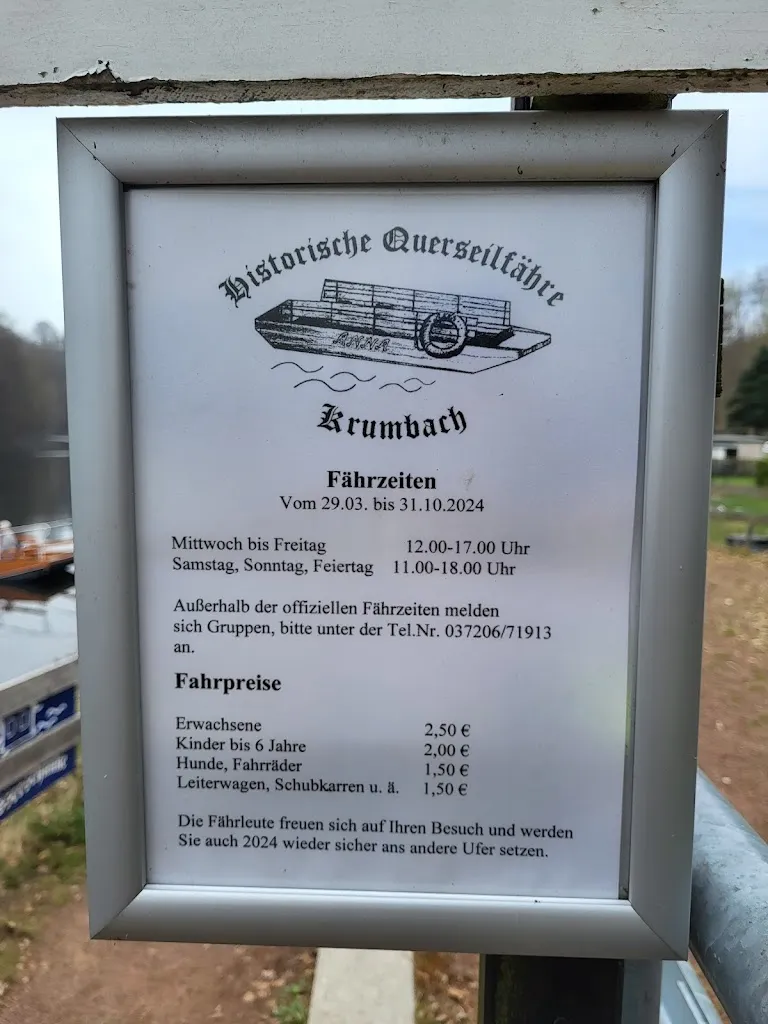 Historische Querseilfähre
ANNA
Krumbach
Fährzeiten
Vom 29.03. bis 31.10.2024
Mittwoch bis Freitag 12.00-17.00 Uhr
Samstag, Sonntag, Feiertag 11.00-18.00 Uhr
Außerhalb der offiziellen Fährzeiten melden
sich Gruppen, bitte unter der Tel.Nr. 037206/71913
an.
Fahrpreise
Erwachsene 2,50 €
Kinder bis 6 Jahre 2,00 €
Hunde, Fahrräder 1,50 €
Leiterwagen, Schubkarren u. ä. 1,50 €
Die Fährleute freuen sich auf Ihren Besuch und werden
Sie auch 2024 wieder sicher ans andere Ufer setzen.